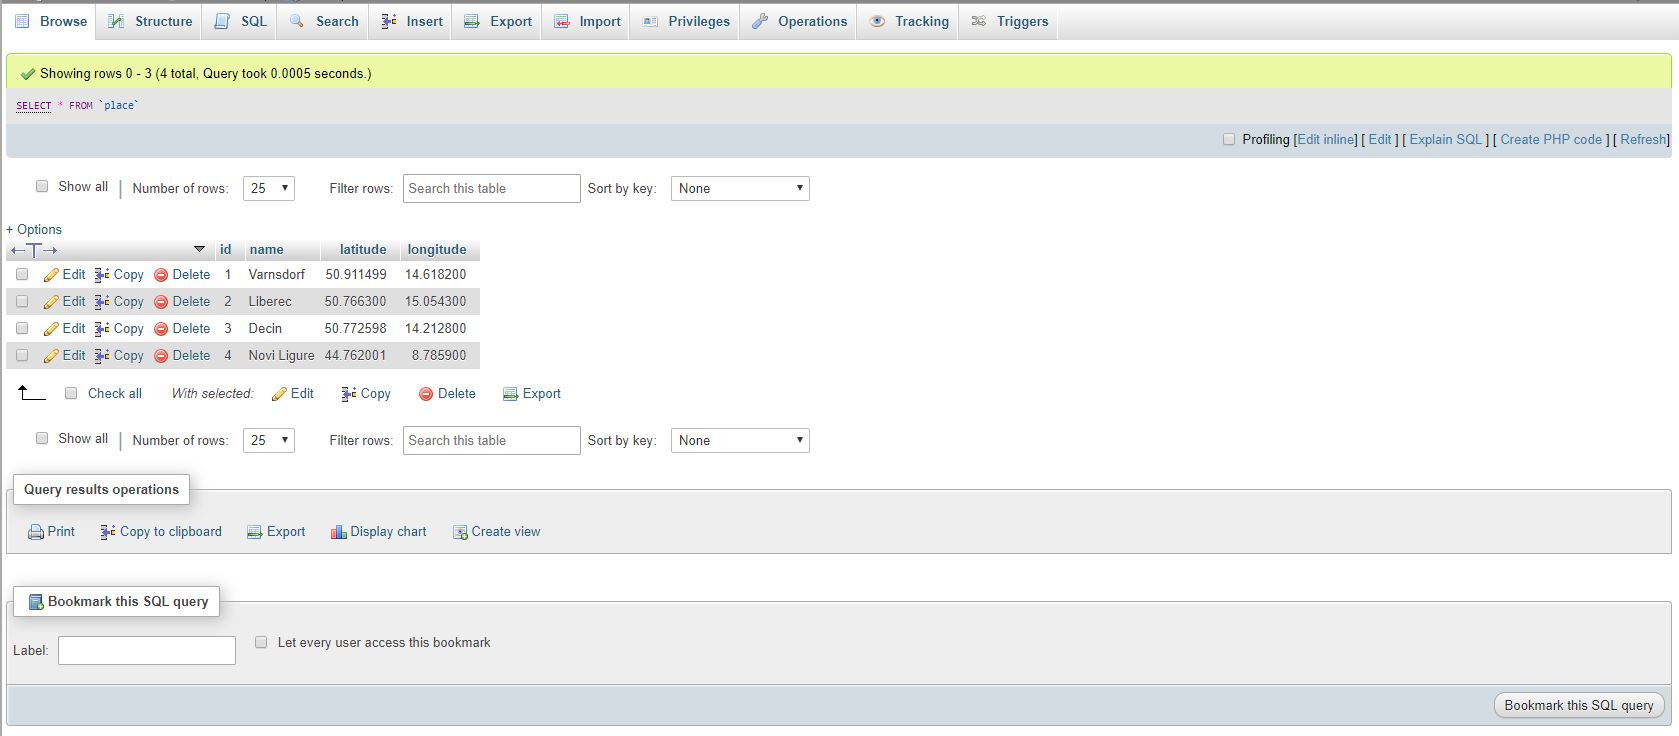 Browse Structure SQL Search Insert Export Import Privileges Operations Tracking Triggers
Showing rows 0 - 3 (4 total, Query took 0.0005 seconds.)
SELECT * FROM `place`
Profiling [Edit inline] [ Edit ] [ Explain SQL ] [ Create PHP code ] [ Refresh]
Show all | Number of rows: 25 Filter rows: Search this table Sort by key: None
+ Options
id name latitude longitude
Edit Copy Delete 1 Varnsdorf 50.911499 14.618200
Edit Copy Delete 2 Liberec 50.766300 15.054300
Edit Copy Delete 3 Decin 50.772598 14.212800
Edit Copy Delete 4 Novi Ligure 44.762001 8.785900
Check all With selected: Edit Copy Delete Export
Show all | Number of rows: 25 Filter rows: Search this table Sort by key: None
Query results operations
Print Copy to clipboard Export Display chart Create view
Bookmark this SQL query
Label: Let every user access this bookmark
Bookmark this SQL query